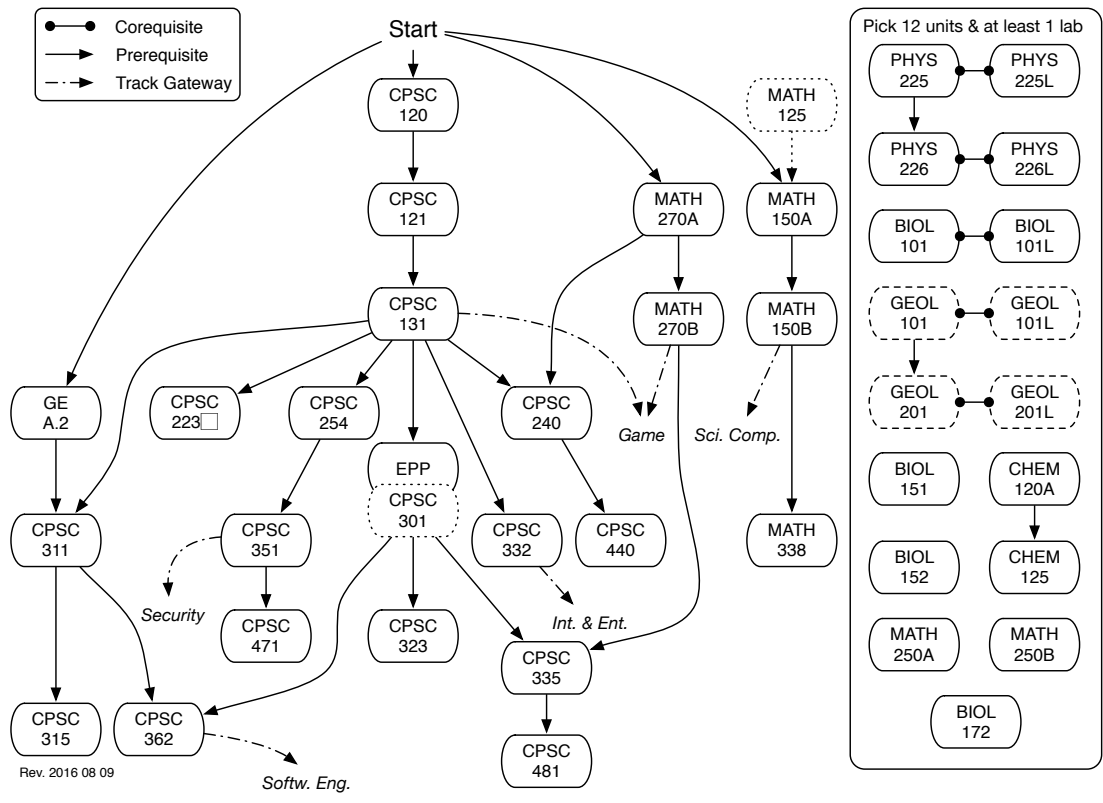 Corequisite
Prerequisite
Track Gateway
Start
CPSC
120
MATH
125
CPSC
121
MATH
270A
MATH
150A
CPSC
131
MATH
270B
MATH
150B
GE
A.2
CPSC
223
CPSC
254
CPSC
240
Game
Sci. Comp.
EPP
CPSC
301
CPSC
311
CPSC
351
CPSC
332
CPSC
440
MATH
338
Security
Int. & Ent.
CPSC
471
CPSC
323
CPSC
335
CPSC
315
CPSC
362
CPSC
481
Rev. 2016 08 09
Softw. Eng.
Pick 12 units & at least 1 lab
PHYS
225
PHYS
225L
PHYS
226
PHYS
226L
BIOL
101
BIOL
101L
GEOL
101
GEOL
101L
GEOL
201
GEOL
201L
BIOL
151
CHEM
120A
BIOL
152
CHEM
125
MATH
250A
MATH
250B
BIOL
172